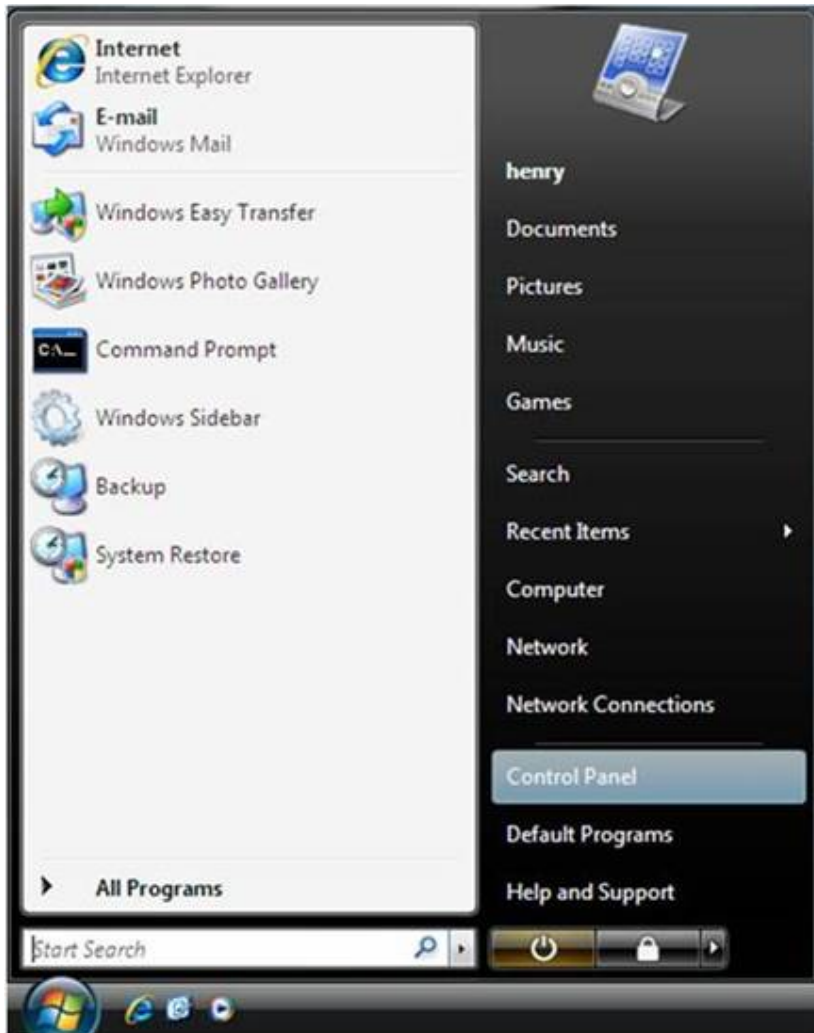 Internet
Internet Explorer
E-mail
Windows Mail
Windows Easy Transfer
Windows Photo Gallery
C:\_
Command Prompt
Windows Sidebar
Backup
System Restore
All Programs
Start Search
henry
Documents
Pictures
Music
Games
Search
Recent Items
Computer
Network
Network Connections
Control Panel
Default Programs
Help and Support